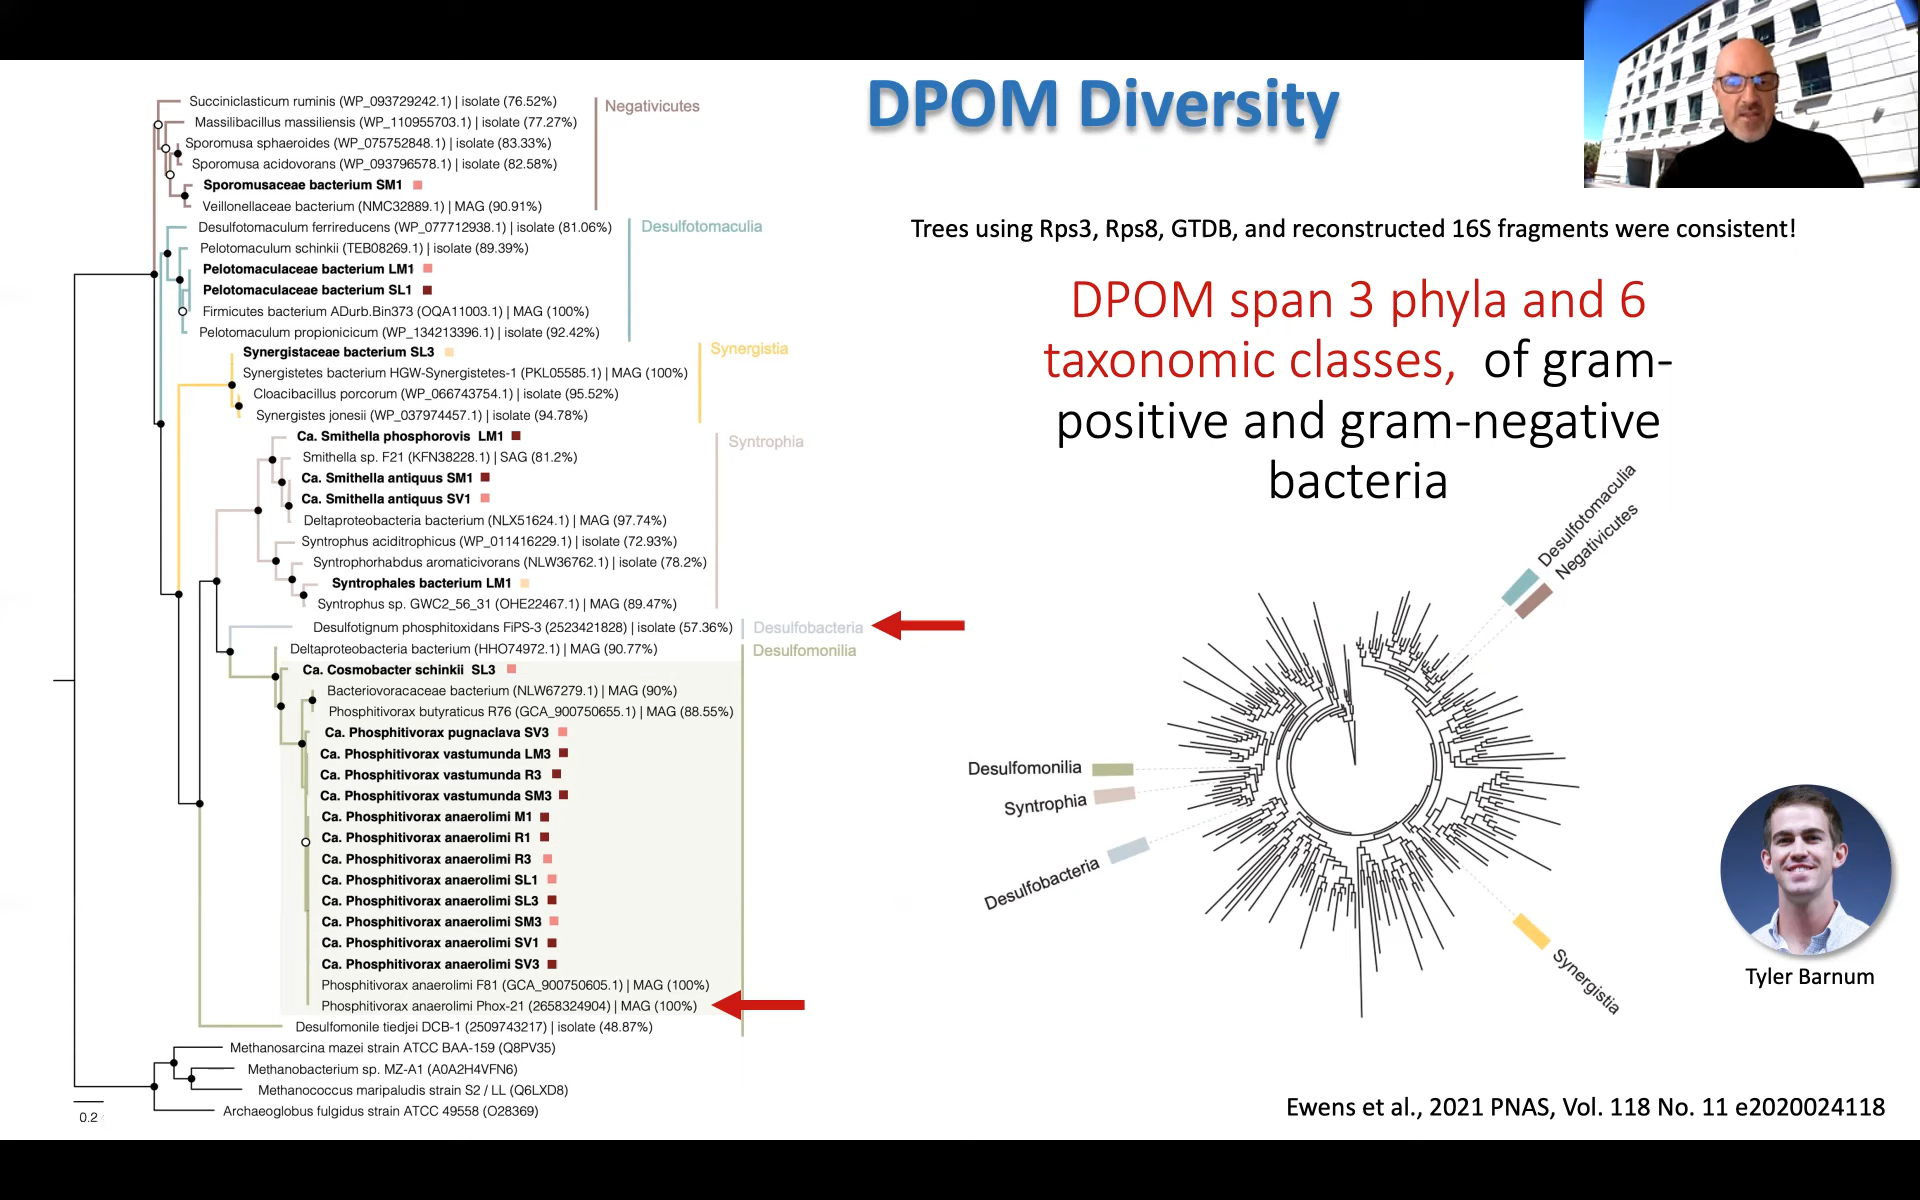 DPOM Diversity
Trees using Rps3, Rps8, GTDB, and reconstructed 16S fragments were consistent!
DPOM span 3 phyla and 6
taxonomic classes, of gram-
positive and gram-negative
bacteria
Succiniclasticum ruminis (WP_093729242.1) | isolate (76.52%)
Massilibacillus massiliensis (WP_110955703.1) | isolate (77.27%)
Sporomusa sphaeroides (WP_075752848.1) | isolate (83.33%)
Sporomusa acidovorans (WP_093796578.1) | isolate (82.58%)
Sporomusaceae bacterium SM1
Veillonellaceae bacterium (NMC32889.1) | MAG (90.91%)
Negativicutes
Desulfotomaculum ferrireducens (WP_077712938.1) | isolate (81.06%)
Pelotomaculum schinkii (TEB08269.1) | isolate (89.39%)
Pelotomaculaceae bacterium LM1
Pelotomaculaceae bacterium SL1
Firmicutes bacterium ADurb.Bin373 (OQA11003.1) | MAG (100%)
Pelotomaculum propionicicum (WP_134213396.1) | isolate (92.42%)
Desulfotomaculia
Synergistaceae bacterium SL3
Synergistetes bacterium HGW-Synergistetes-1 (PKL05585.1) | MAG (100%)
Cloacibacillus porcorum (WP_066743754.1) | isolate (95.52%)
Synergistes jonesii (WP_037974457.1) | isolate (94.78%)
Synergistia
Ca. Smithella phosphorovis LM1
Smithella sp. F21 (KFN38228.1) | SAG (81.2%)
Ca. Smithella antiquus SM1
Ca. Smithella antiquus SV1
Deltaproteobacteria bacterium (NLX51624.1) | MAG (97.74%)
Syntrophus aciditrophicus (WP_011416229.1) | isolate (72.93%)
Syntrophorhabdus aromaticivorans (NLW36762.1) | isolate (78.2%)
Syntrophales bacterium LM1
Syntrophus sp. GWC2_56_31 (OHE22467.1) | MAG (89.47%)
Syntrophia
Desulfotignum phosphitoxidans FiPS-3 (2523421828) | isolate (57.36%)
Desulfobacteria
Deltaproteobacteria bacterium (HHO74972.1) | MAG (90.77%)
Desulfomonilia
Ca. Cosmobacter schinkii SL3
Bacteriovoracaceae bacterium (NLW67279.1) | MAG (90%)
Phosphitivorax butyraticus R76 (GCA_900750655.1) | MAG (88.55%)
Ca. Phosphitivorax pugnaclava SV3
Ca. Phosphitivorax vastumunda LM3
Ca. Phosphitivorax vastumunda R3
Ca. Phosphitivorax vastumunda SM3
Ca. Phosphitivorax anaerolimi M1
Ca. Phosphitivorax anaerolimi R1
Ca. Phosphitivorax anaerolimi R3
Ca. Phosphitivorax anaerolimi SL1
Ca. Phosphitivorax anaerolimi SL3
Ca. Phosphitivorax anaerolimi SM3
Ca. Phosphitivorax anaerolimi SV1
Ca. Phosphitivorax anaerolimi SV3
Phosphitivorax anaerolimi F81 (GCA_900750605.1) | MAG (100%)
Phosphitivorax anaerolimi Phox-21 (2658324904) | MAG (100%)
Desulfomonile tiedjei DCB-1 (2509743217) | isolate (48.87%)
Methanosarcina mazei strain ATCC BAA-159 (Q8PV35)
Methanobacterium sp. MZ-A1 (A0A2H4VFN6)
Methanococcus maripaludis strain S2 / LL (Q6LXD8)
Archaeoglobus fulgidus strain ATCC 49558 (O28369)
0.2
Desulfotomaculia
Negativicutes
Desulfomonilia
Syntrophia
Desulfobacteria
Synergistia
Tyler Barnum
Ewens et al., 2021 PNAS, Vol. 118 No. 11 e2020024118